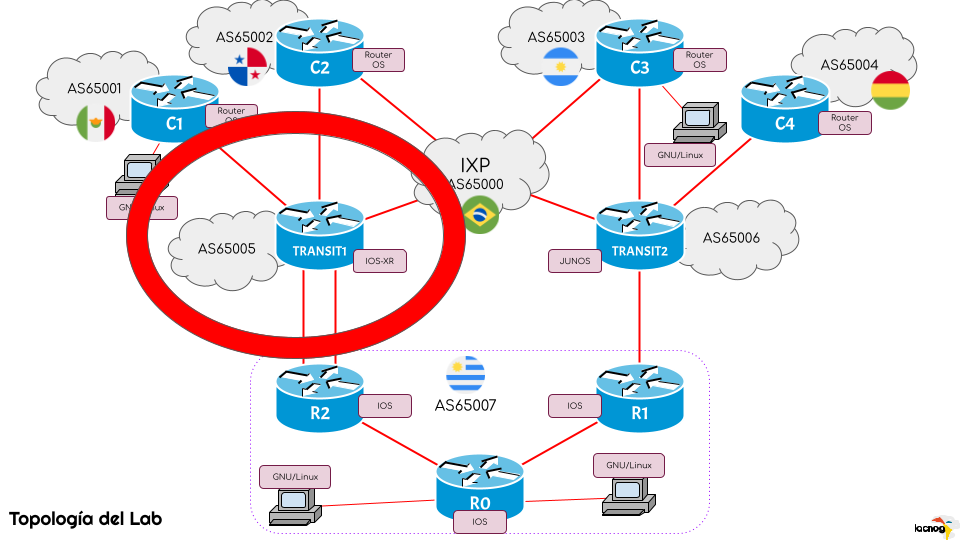 AS65002
C2
Router
OS
AS65003
C3
Router
OS
AS65001
C1
Router
OS
AS65004
C4
Router
OS
GNU/Linux
IXP
AS65000
GNU/Linux
AS65005
TRANSIT1
IOS-XR
TRANSIT2
JUNOS
AS65006
R2
IOS
AS65007
IOS
R1
GNU/Linux
GNU/Linux
R0
IOS
Topología del Lab
lacnog